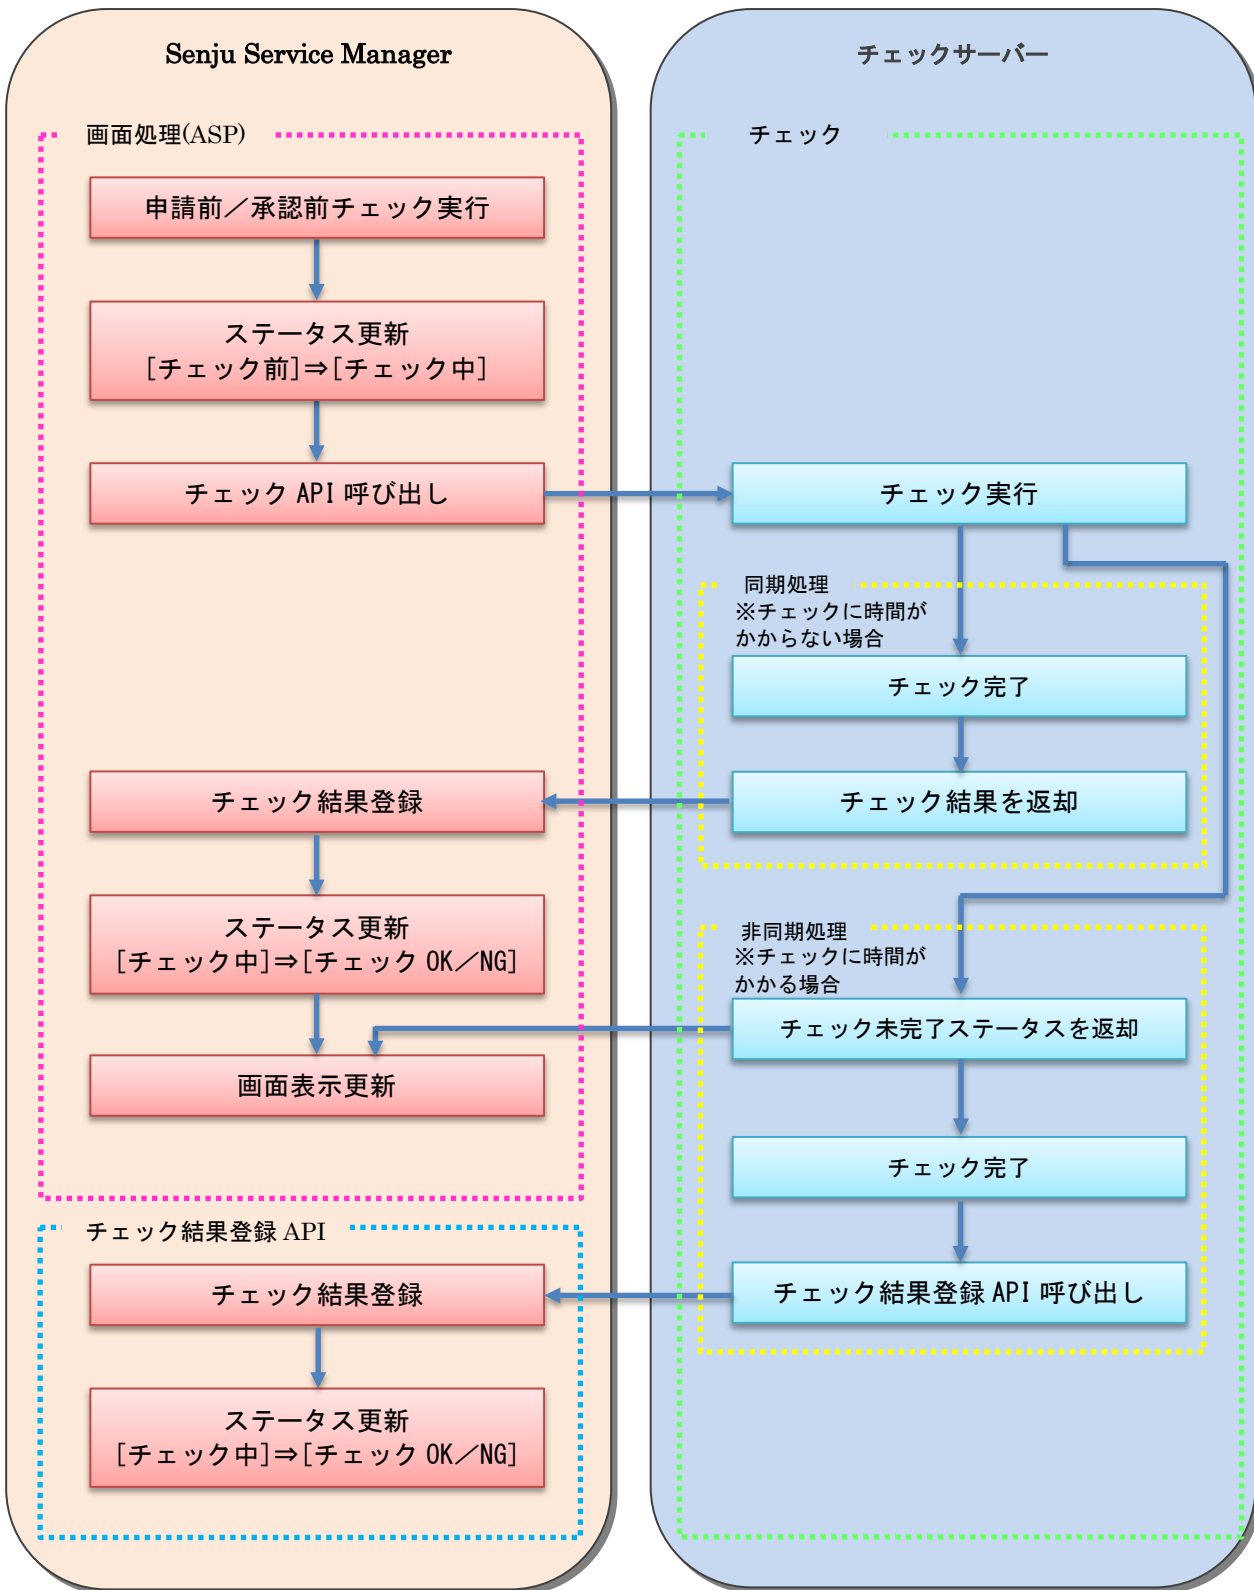 Senju Service Manager
画面処理(ASP)
申請前／承認前チェック実行
ステータス更新
[チェック前]⇒[チェック中]
チェック API 呼び出し
チェック結果登録
ステータス更新
[チェック中]⇒[チェック OK／NG]
画面表示更新
チェック結果登録 API
チェック結果登録
ステータス更新
[チェック中]⇒[チェック OK／NG]
チェックサーバー
チェック
チェック実行
同期処理
※チェックに時間が
かからない場合
チェック完了
チェック結果を返却
非同期処理
※チェックに時間が
かかる場合
チェック未完了ステータスを返却
チェック完了
チェック結果登録 API 呼び出し